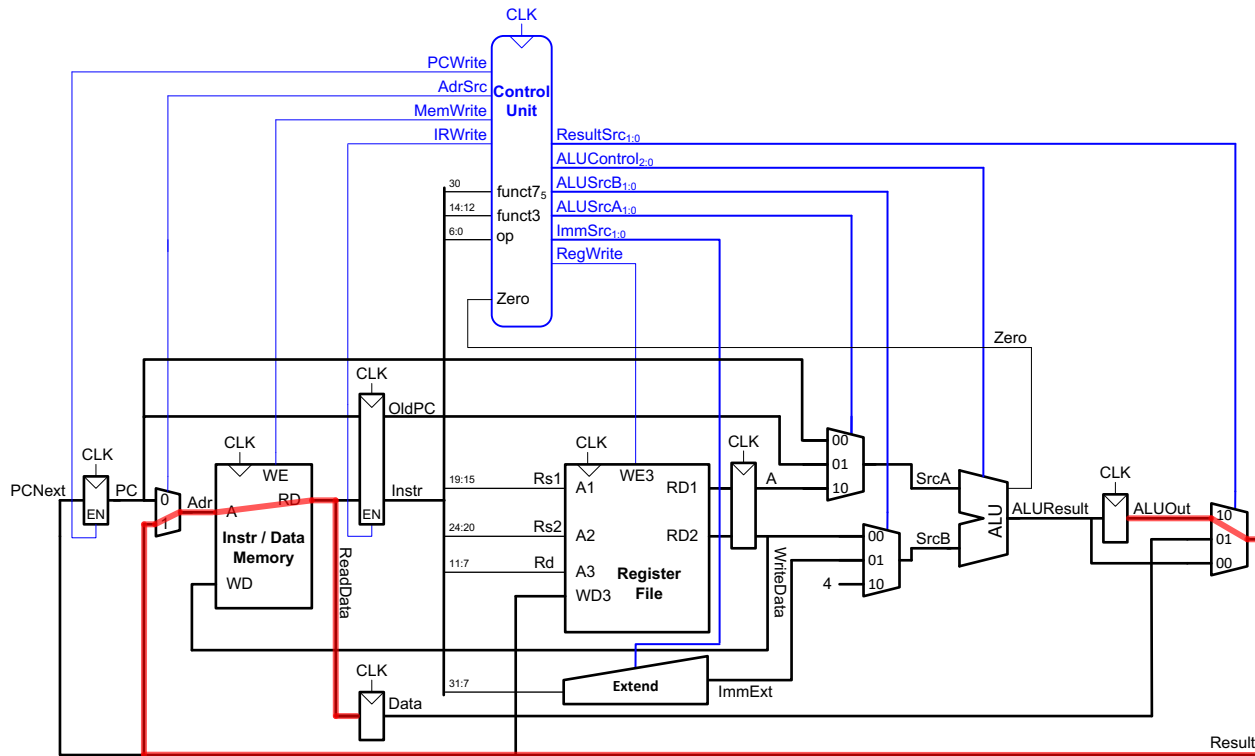 CLK
PCWrite
AdrSrc
MemWrite
IRWrite
Control
Unit
ResultSrc1:0
ALUControl2:0
ALUSrcB1:0
ALUSrcA1:0
ImmSrc1:0
RegWrite
30
funct75
14:12
funct3
6:0
op
Zero
Zero
CLK
OldPC
CLK
PCNext
PC
EN
0
1
Adr
CLK
WE
A
RD
Instr / Data
Memory
WD
EN
Instr
ReadData
19:15
Rs1
24:20
Rs2
11:7
Rd
CLK
WE3
A1
RD1
A2
RD2
A3
WD3
Register
File
CLK
A
WriteData
00
01
10
00
01
10
4
SrcA
SrcB
ALU
ALUResult
CLK
ALUOut
10
01
00
31:7
Extend
ImmExt
CLK
Data
Result